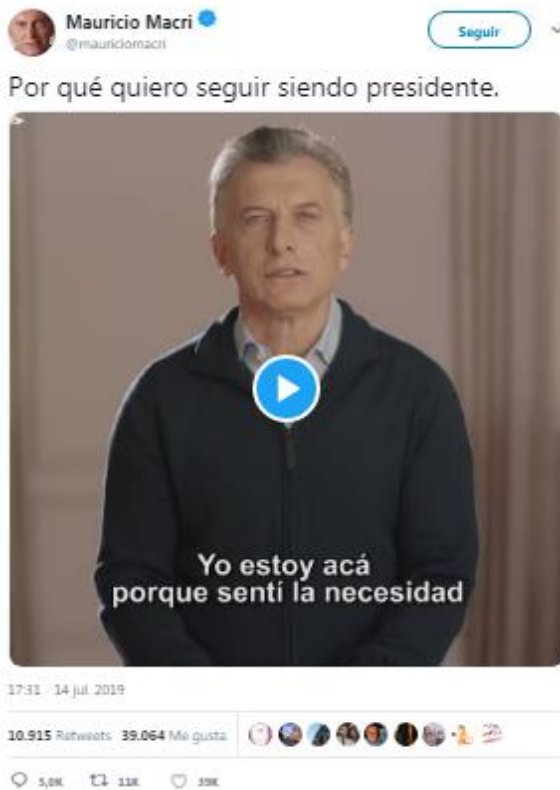 Mauricio Macri
@mauriciomacri
Seguir
Por qué quiero seguir siendo presidente.
Yo estoy acá
porque sentí la necesidad
17:31 - 14 jul. 2019
10.915 Retweets 39.064 Me gusta
5,0K 11K 39K